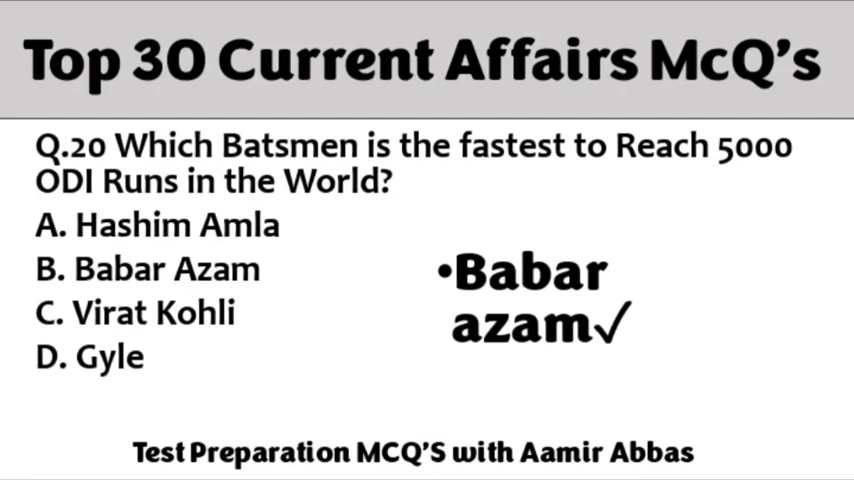 Top 30 Current Affairs McQ's
Q.20 Which Batsmen is the fastest to Reach 5000
ODI Runs in the World?
A. Hashim Amla
B. Babar Azam
C. Virat Kohli
D. Gyle
•Babar
azam✓
Test Preparation MCQ'S with Aamir Abbas